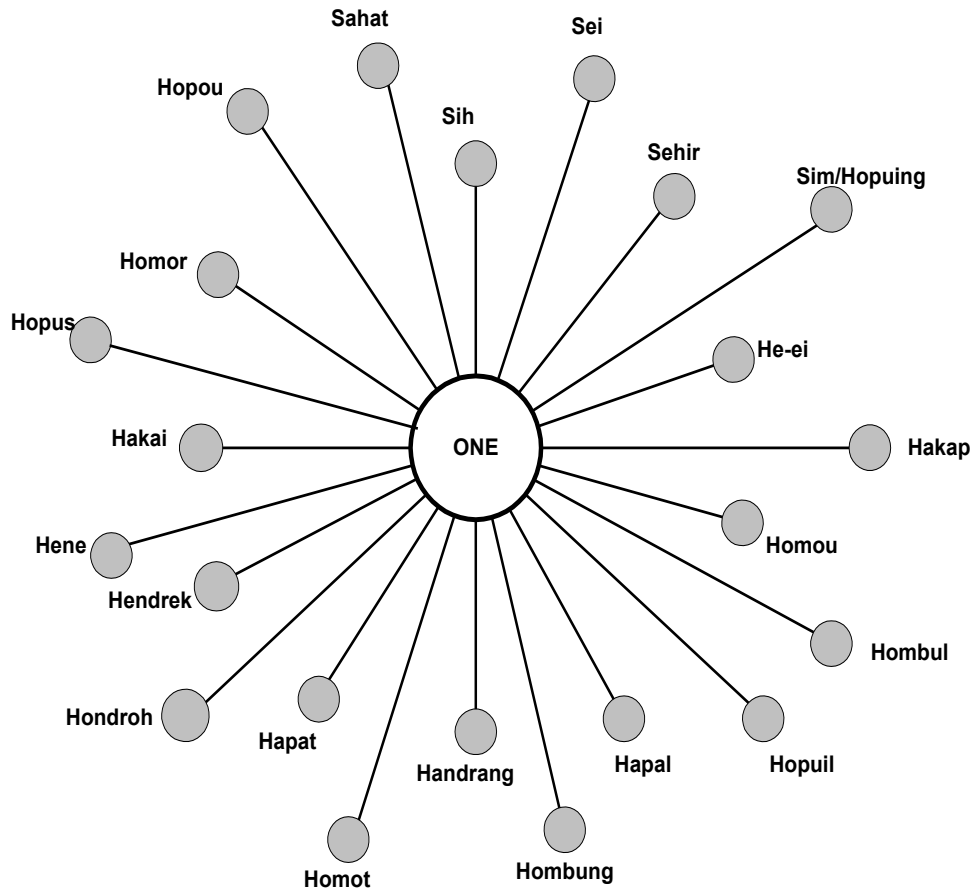 Sahat
Sei
Hopou
Sih
Sehir
Sim/Hopuing
Homor
Hopus
He-ei
Hakai
ONE
Hakap
Hene
Homou
Hendrek
Hombul
Hondroh
Hapat
Handrang
Hapal
Hopuil
Homot
Hombung